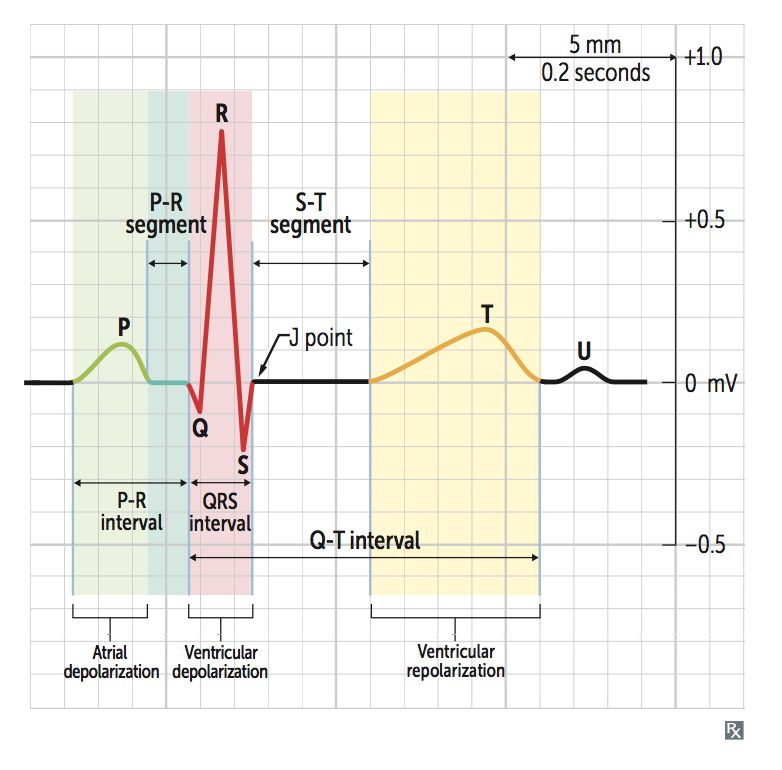 5 mm
0.2 seconds
+1.0
R
P-R
segment
S-T
segment
+0.5
P
J point
T
U
0 mV
Q
S
P-R
interval
QRS
interval
Q-T interval
−0.5
Atrial
depolarization
Ventricular
depolarization
Ventricular
repolarization
RX